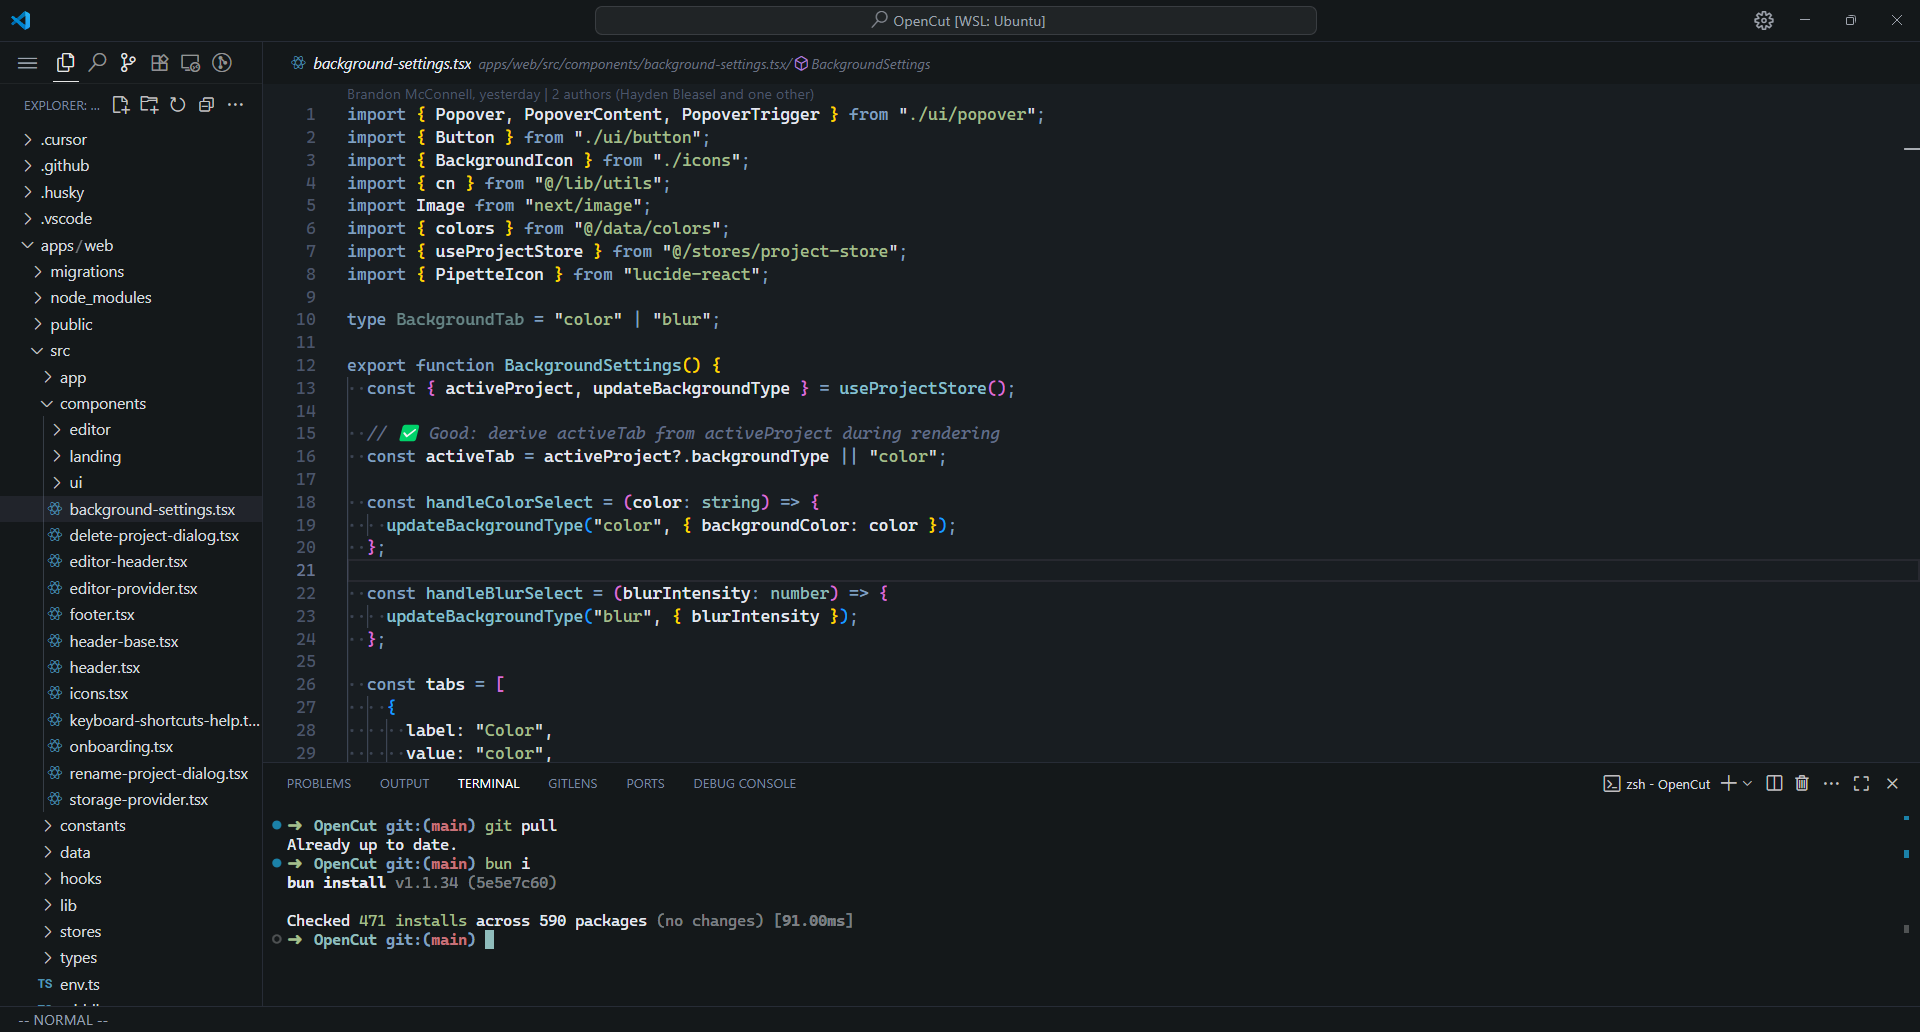 OpenCut [WSL: Ubuntu]
EXPLORER: ...
.cursor
.github
.husky
.vscode
apps/web
migrations
node_modules
public
src
app
components
editor
landing
ui
background-settings.tsx
delete-project-dialog.tsx
editor-header.tsx
editor-provider.tsx
footer.tsx
header-base.tsx
header.tsx
icons.tsx
keyboard-shortcuts-help.t...
onboarding.tsx
rename-project-dialog.tsx
storage-provider.tsx
constants
data
hooks
lib
stores
types
TS env.ts
background-settings.tsx apps/web/src/components/background-settings.tsx/ BackgroundSettings
Brandon McConnell, yesterday | 2 authors (Hayden Bleasel and one other)
1 import { Popover, PopoverContent, PopoverTrigger } from "./ui/popover";
2 import { Button } from "./ui/button";
3 import { BackgroundIcon } from "./icons";
4 import { cn } from "@/lib/utils";
5 import Image from "next/image";
6 import { colors } from "@/data/colors";
7 import { useProjectStore } from "@/stores/project-store";
8 import { PipetteIcon } from "lucide-react";
9
10 type BackgroundTab = "color" | "blur";
11
12 export function BackgroundSettings() {
13 const { activeProject, updateBackgroundType } = useProjectStore();
14
15 // ✅ Good: derive activeTab from activeProject during rendering
16 const activeTab = activeProject?.backgroundType || "color";
17
18 const handleColorSelect = (color: string) => {
19 updateBackgroundType("color", { backgroundColor: color });
20 };
21
22 const handleBlurSelect = (blurIntensity: number) => {
23 updateBackgroundType("blur", { blurIntensity });
24 };
25
26 const tabs = [
27 {
28 label: "Color",
29 value: "color",
PROBLEMS OUTPUT TERMINAL GITLENS PORTS DEBUG CONSOLE
zsh - OpenCut
➜ OpenCut git:(main) git pull
Already up to date.
➜ OpenCut git:(main) bun i
bun install v1.1.34 (5e5e7c60)
Checked 471 installs across 590 packages (no changes) [91.00ms]
➜ OpenCut git:(main)
-- NORMAL --